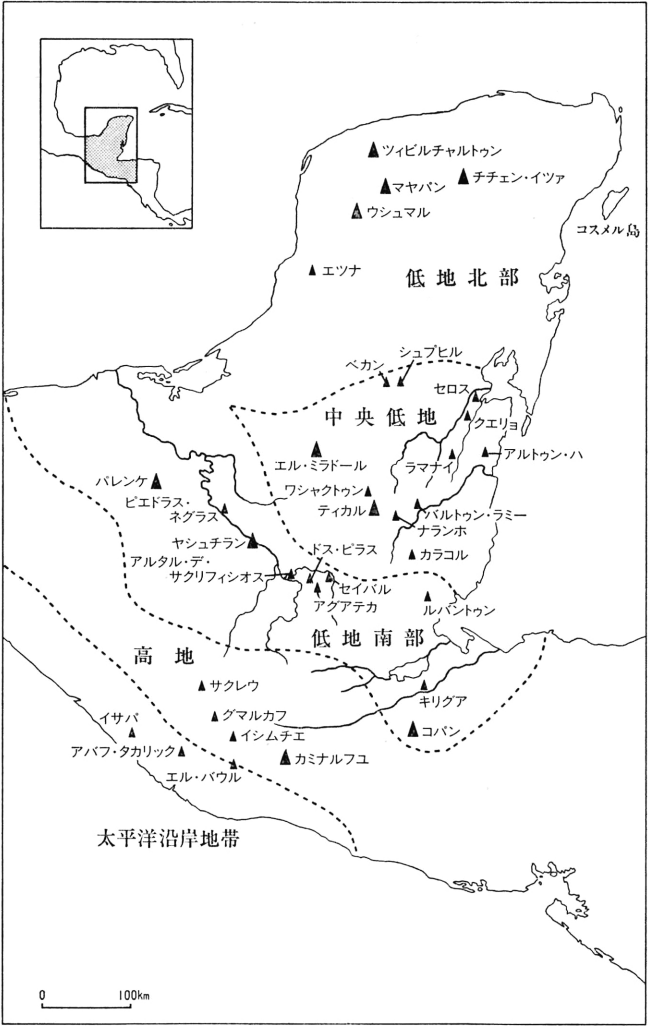 ツィビルチャルトゥン
マヤパン
チチェン・イツァ
ウシュマル
コスメル島
エツナ
低地北部
シュプヒル
ベカン
セロス
中央低地
クエリョ
エル・ミラドール
ラマナイ
アルトゥン・ハ
パレンケ
ワシャクトゥン
ピエドラス・
ネグラス
ティカル
バルトゥン・ラミー
ナランホ
ヤシュチラン
ドス・ピラス
カラコル
アルタル・デ・
サクリフィシオス
セイバル
アグアテカ
ルバントゥン
低地南部
高地
サクレウ
キリグア
イサパ
グマルカフ
コパン
イシムチエ
アバフ・タカリック
カミナルフユ
エル・バウル
太平洋沿岸地帯
0 100km